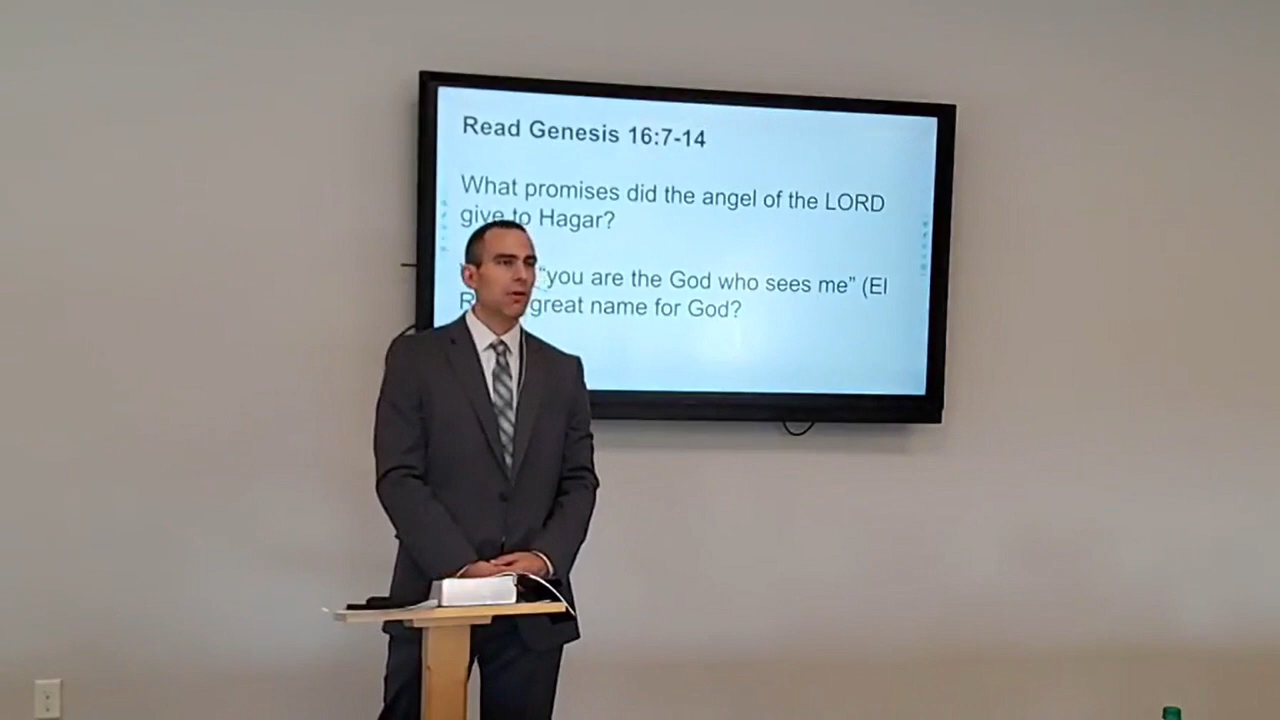 Read Genesis 16:7-14
What promises did the angel of the LORD
give to Hagar?
“you are the God who sees me” (El
great name for God?